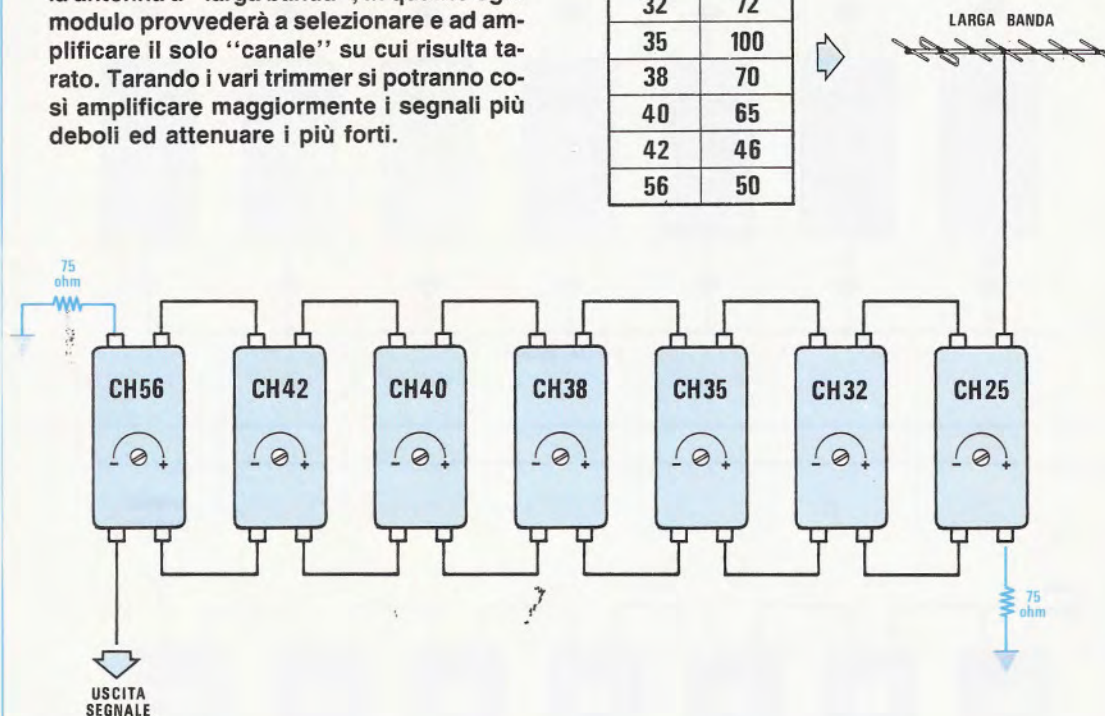 modulo provvederà a selezionare e ad am-
plificare il solo ‘‘canale’’ su cui risulta ta-
rato. Tarando i vari trimmer si potranno co-
sì amplificare maggiormente i segnali più
deboli ed attenuare i più forti.
32 72
35 100
38 70
40 65
42 46
56 50
LARGA BANDA
75
ohm
CH56 CH42 CH40 CH38 CH35 CH32 CH25
- + - + - + - + - + - + - +
75
ohm
USCITA
SEGNALE